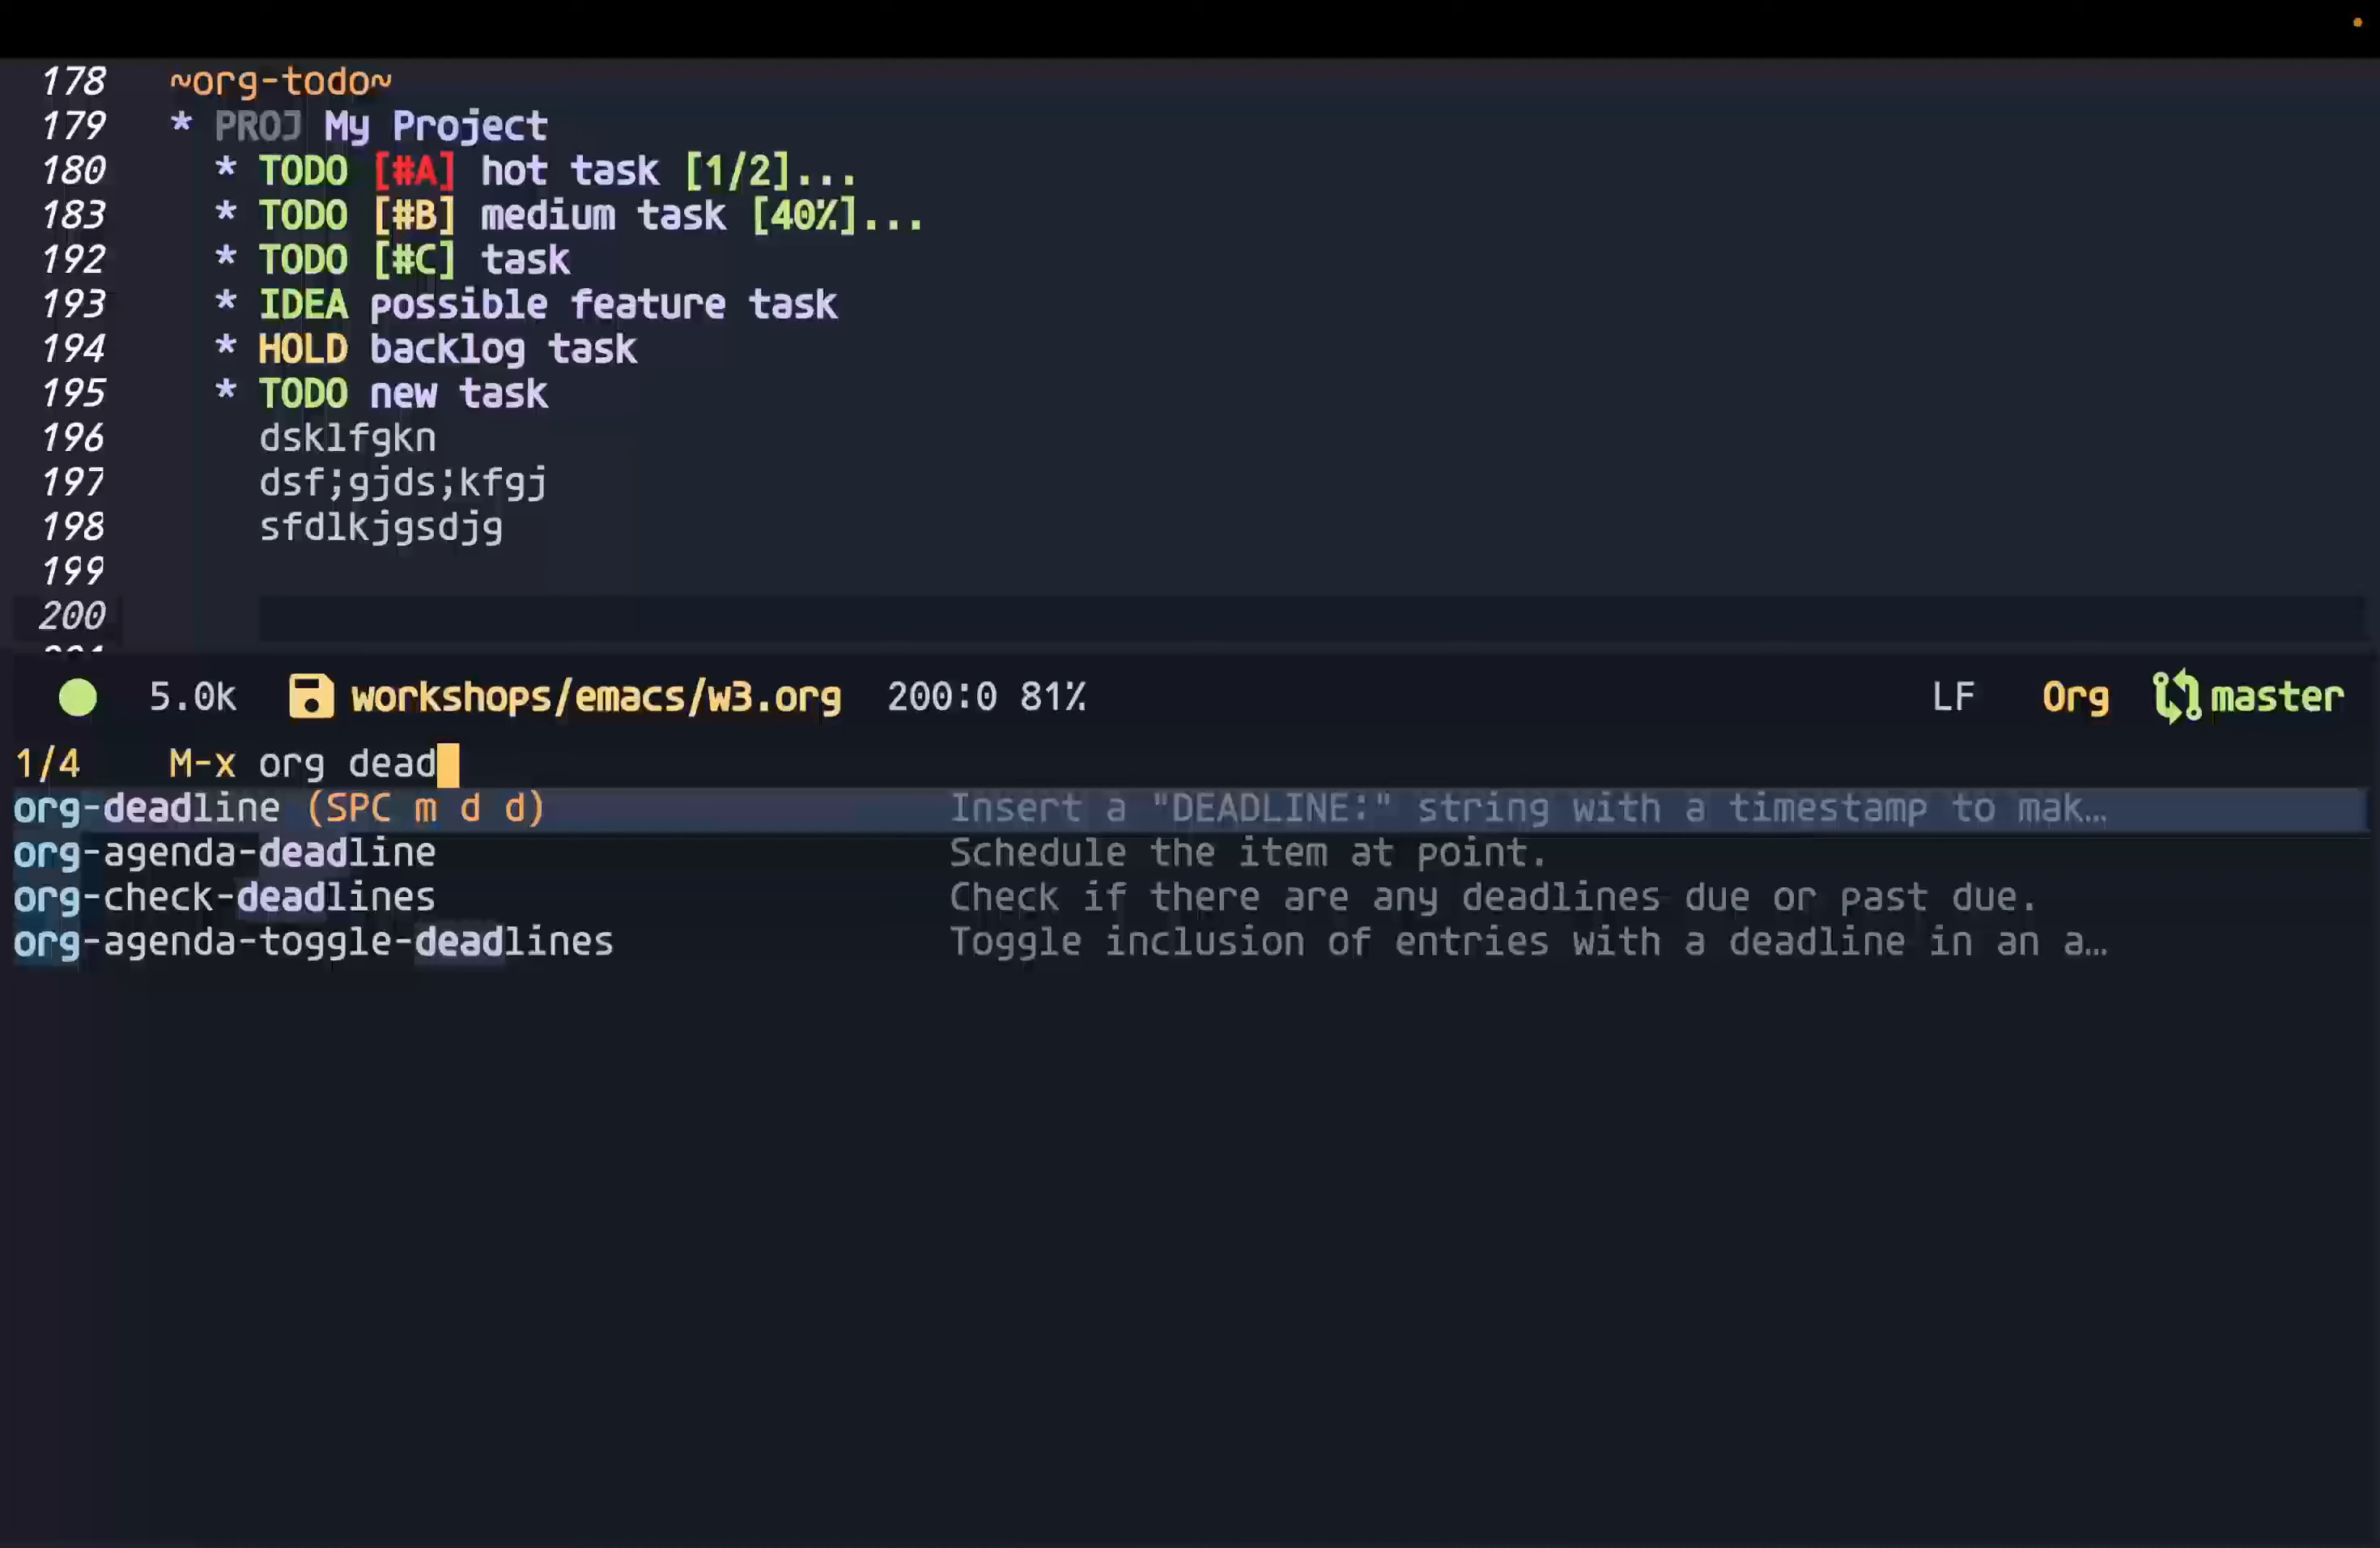 178 ~org-todo~
179 * PROJ My Project
180 * TODO [#A] hot task [1/2]...
183 * TODO [#B] medium task [40%]...
192 * TODO [#C] task
193 * IDEA possible feature task
194 * HOLD backlog task
195 * TODO new task
196 dsklfgkn
197 dsf;gjds;kfgj
198 sfdlkjgsdjg
199
200
5.0k workshops/emacs/w3.org 200:0 81% LF Org master
1/4 M-x org dead
org-deadline (SPC m d d) Insert a "DEADLINE:" string with a timestamp to mak…
org-agenda-deadline Schedule the item at point.
org-check-deadlines Check if there are any deadlines due or past due.
org-agenda-toggle-deadlines Toggle inclusion of entries with a deadline in an a…